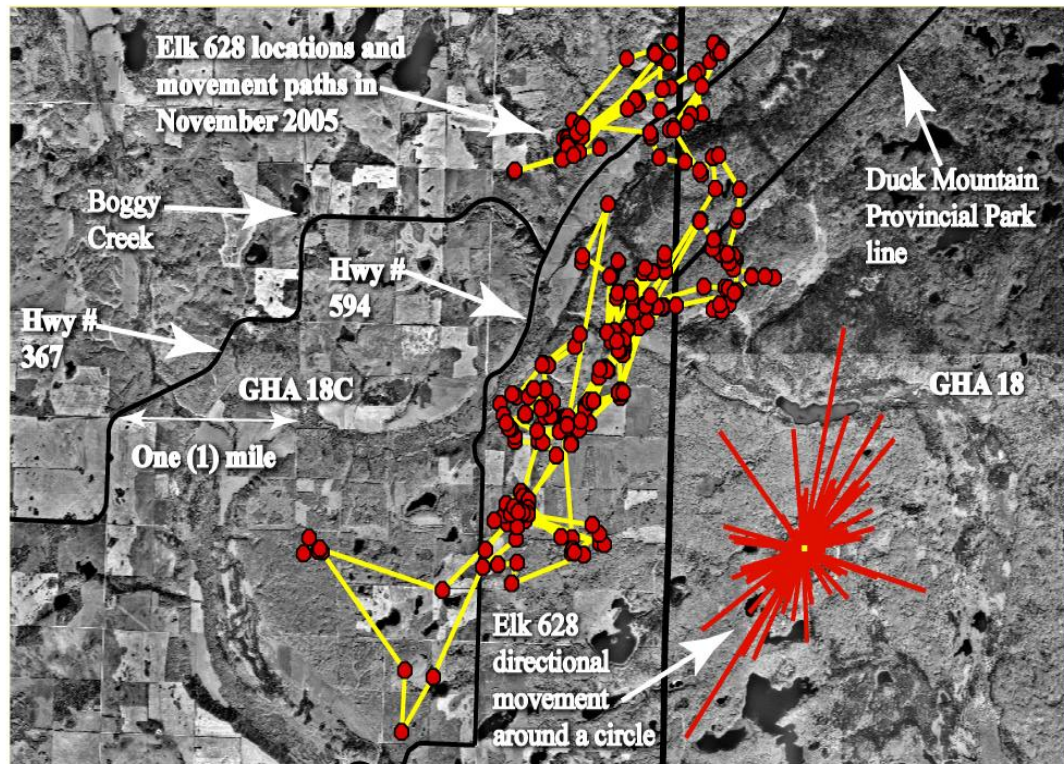 Elk 628 locations and
movement paths in
November 2005
Boggy
Creek
Duck Mountain
Provincial Park
line
Hwy #
594
Hwy #
367
GHA 18C
GHA 18
One (1) mile
Elk 628
directional
movement
around a circle